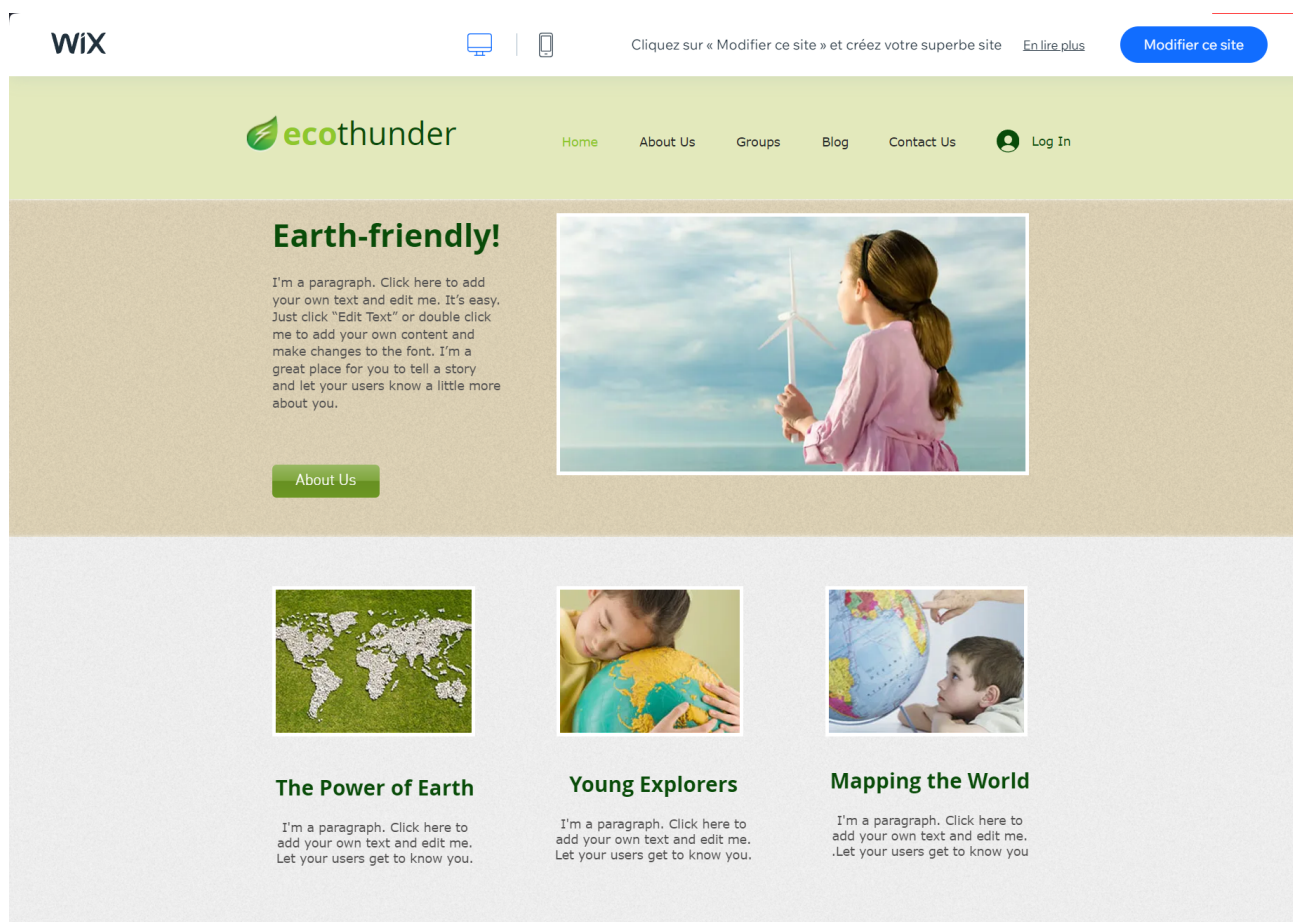 WiX
Cliquez sur « Modifier ce site » et créez votre superbe site
En lire plus
Modifier ce site
ecothunder
Home
About Us
Groups
Blog
Contact Us
Log In
Earth-friendly!
I'm a paragraph. Click here to add
your own text and edit me. It’s easy.
Just click “Edit Text” or double click
me to add your own content and
make changes to the font. I’m a
great place for you to tell a story
and let your users know a little more
about you.
About Us
The Power of Earth
I'm a paragraph. Click here to
add your own text and edit me.
Let your users get to know you.
Young Explorers
I'm a paragraph. Click here to
add your own text and edit me.
Let your users get to know you.
Mapping the World
I'm a paragraph. Click here to
add your own text and edit me.
.Let your users get to know you